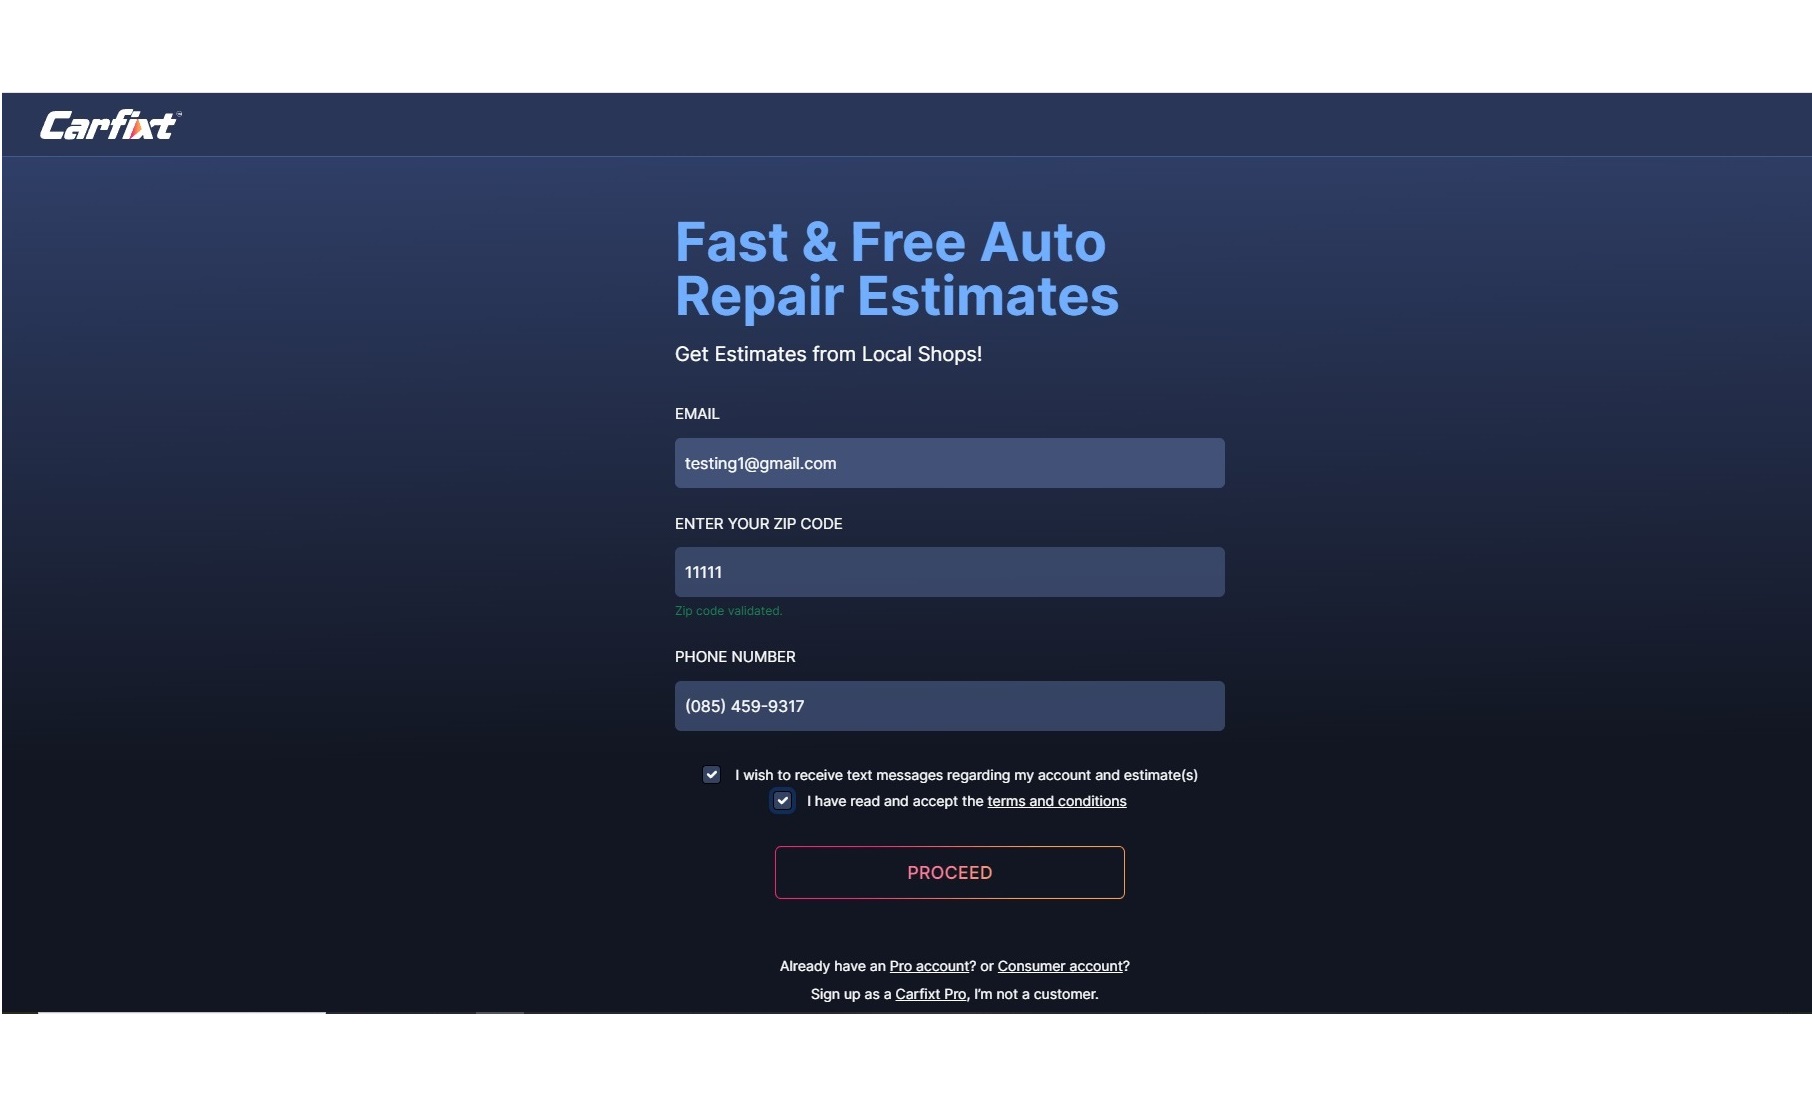 Carfixt
Fast & Free Auto
Repair Estimates
Get Estimates from Local Shops!
EMAIL
testing1@gmail.com
ENTER YOUR ZIP CODE
11111
Zip code validated.
PHONE NUMBER
(085) 459-9317
I wish to receive text messages regarding my account and estimate(s)
I have read and accept the terms and conditions
PROCEED
Already have an Pro account? or Consumer account?
Sign up as a Carfixt Pro, I'm not a customer.